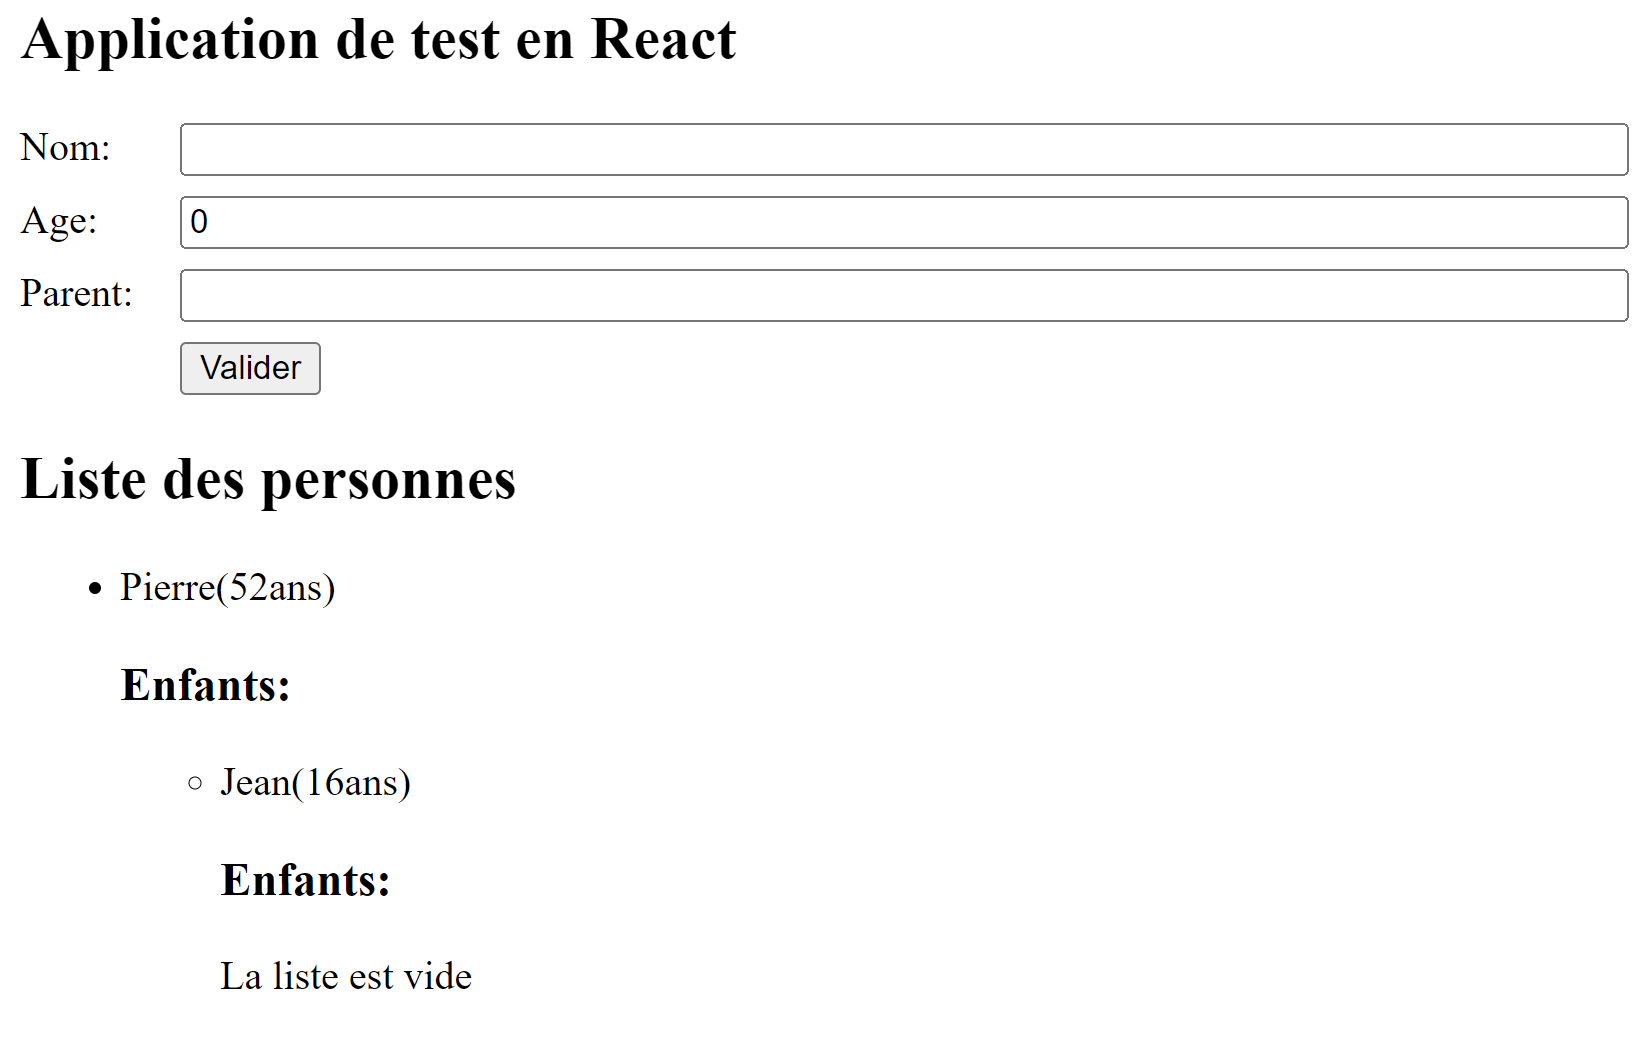 Application de test en React
Nom:
Age: 0
Parent:
Valider
Liste des personnes
Pierre(52ans)
Enfants:
Jean(16ans)
Enfants:
La liste est vide